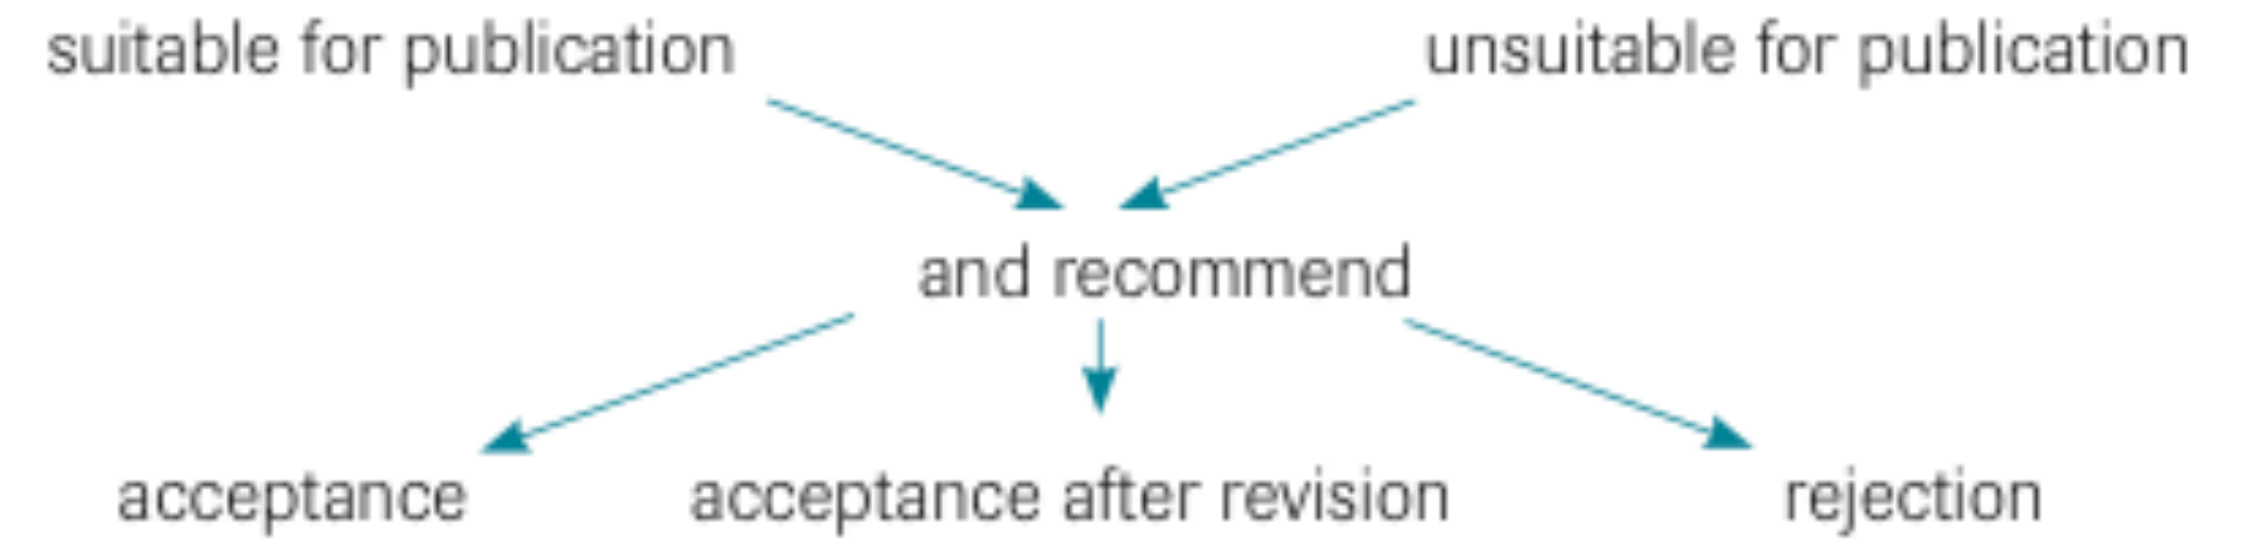 suitable for publication unsuitable for publication
and recommend
acceptance acceptance after revision rejection